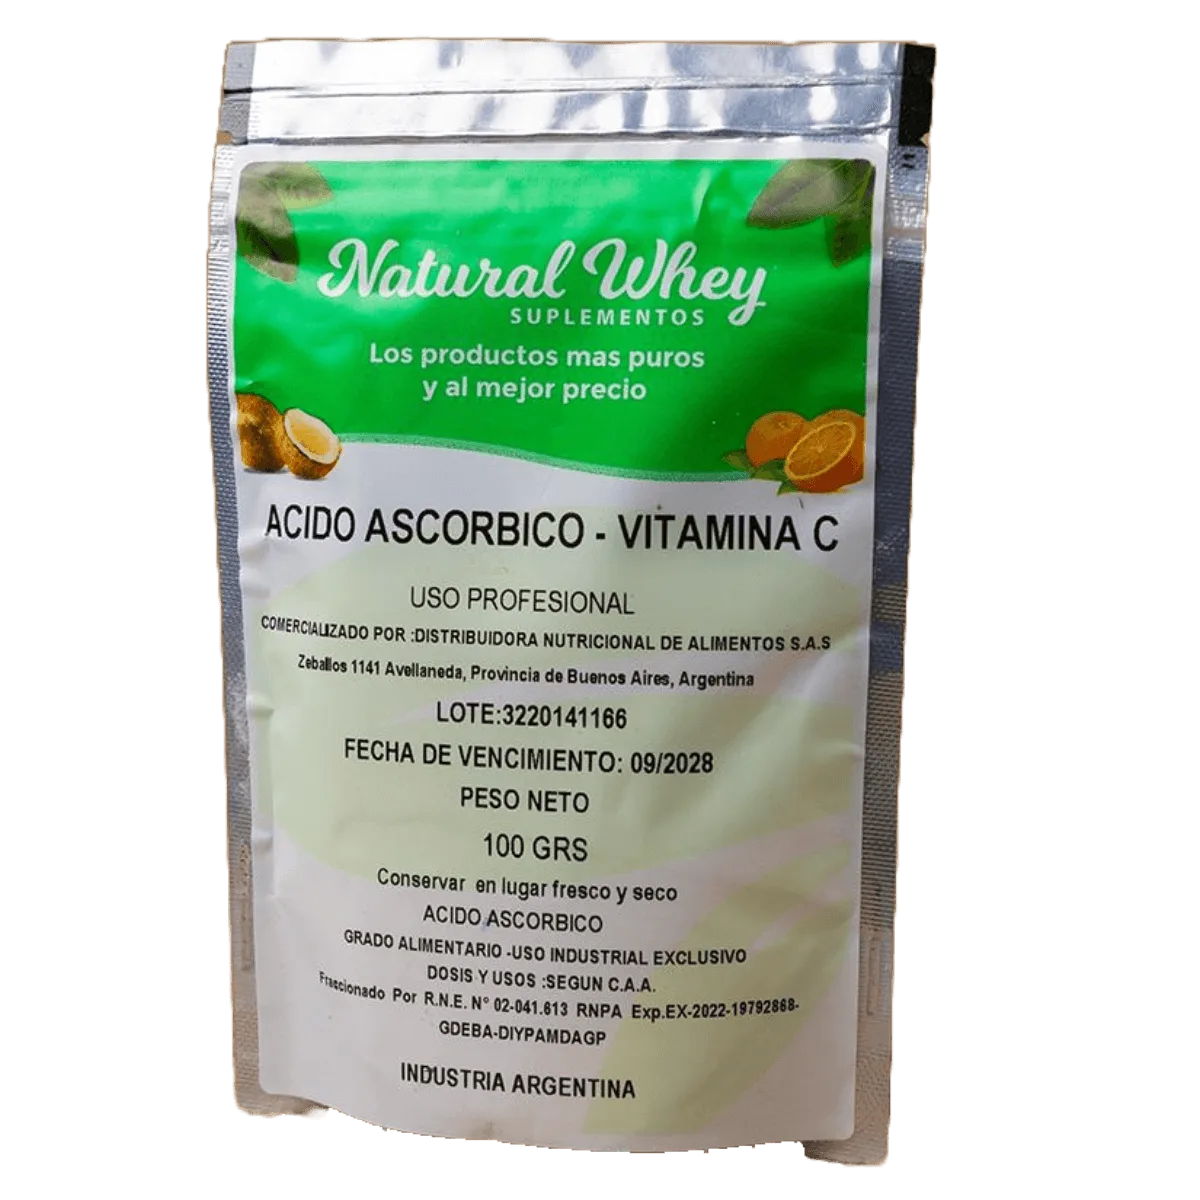 Natural Whey
SUPLEMENTOS
Los productos mas puros
y al mejor precio
ACIDO ASCORBICO - VITAMINA C
USO PROFESIONAL
COMERCIALIZADO POR :DISTRIBUIDORA NUTRICIONAL DE ALIMENTOS S.A.S
Zeballos 1141 Avellaneda, Provincia de Buenos Aires, Argentina
LOTE:3220141166
FECHA DE VENCIMIENTO: 09/2028
PESO NETO
100 GRS
Conservar en lugar fresco y seco
ACIDO ASCORBICO
GRADO ALIMENTARIO -USO INDUSTRIAL EXCLUSIVO
DOSIS Y USOS :SEGUN C.A.A.
Fraccionado Por R.N.E. N° 02-041.613 RNPA Exp.EX-2022-19792868-
GDEBA-DIYPAMDAGP
INDUSTRIA ARGENTINA